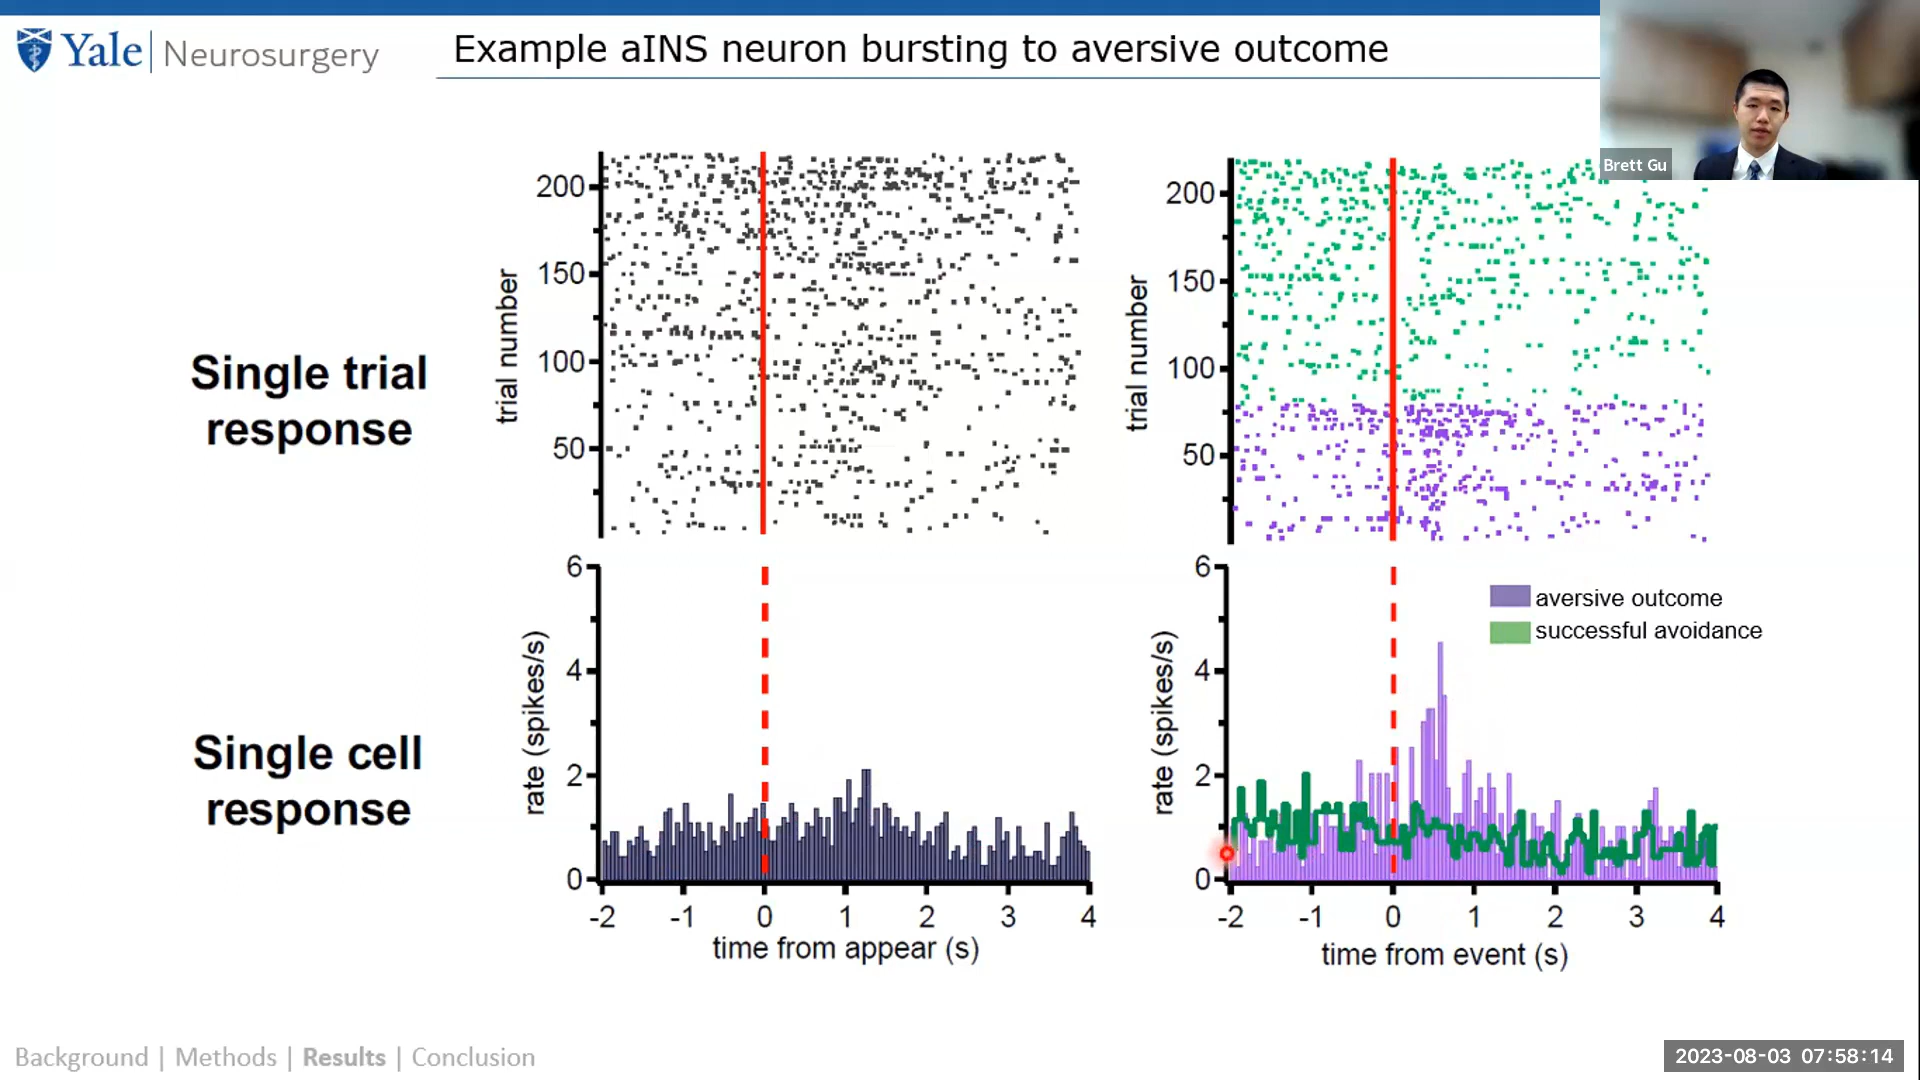 Yale Neurosurgery
Example aINS neuron bursting to aversive outcome
Brett Gu
Single trial
response
trial number
200
150
100
50
trial number
200
150
100
50
Single cell
response
rate (spikes/s)
6
4
2
0
-2 -1 0 1 2 3 4
time from appear (s)
rate (spikes/s)
6
4
2
0
aversive outcome
successful avoidance
-2 -1 0 1 2 3 4
time from event (s)
Background | Methods | Results | Conclusion
2023-08-03 07:58:14